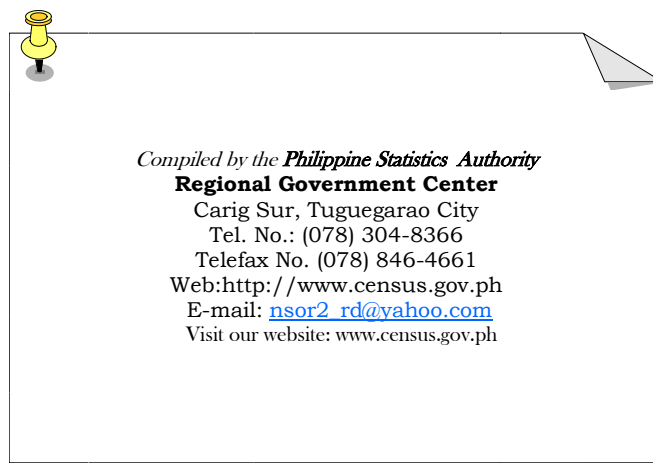 Compiled by the Philippine Statistics Authority
Regional Government Center
Carig Sur, Tuguegarao City
Tel. No.: (078) 304-8366
Telefax No. (078) 846-4661
Web:http://www.census.gov.ph
E-mail: nsor2_rd@yahoo.com
Visit our website: www.census.gov.ph